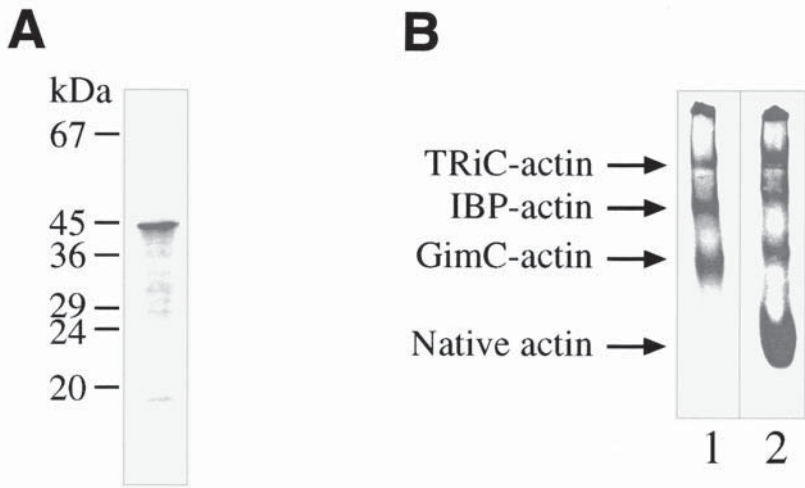 A
kDa
67
45
36
29
24
20
B
TRiC-actin
IBP-actin
GimC-actin
Native actin
1 2